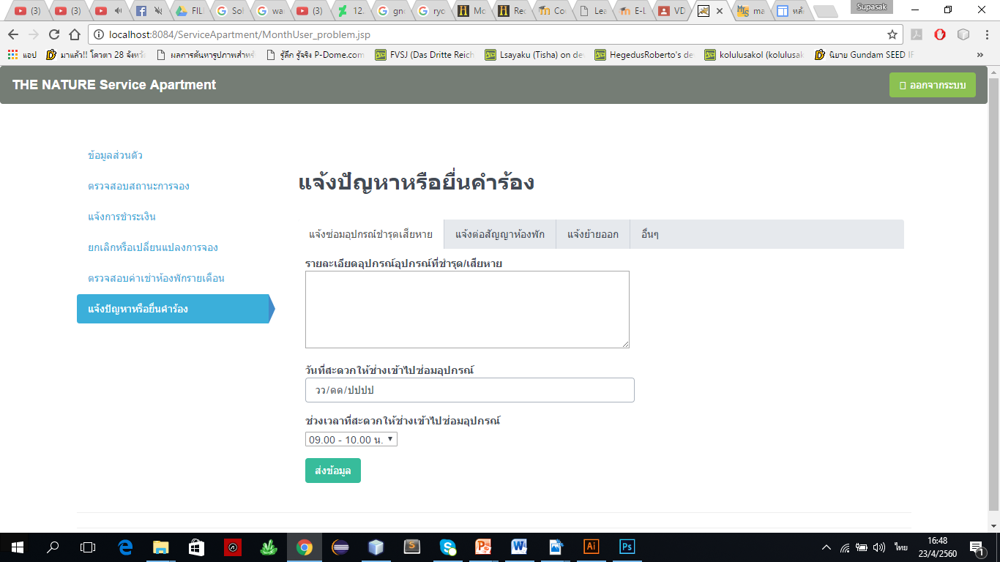 (3)
(3)
FIL
Sol
wa
(3)
12.
gno
ryo
Mo
Rec
Co
Lea
E-L
VD
ma
หลั
Supasak
localhost:8084/ServiceApartment/MonthUser_problem.jsp
แอป
มาแล้ว!! โควตา 28 จังหวั
ผลการค้นหารูปภาพสำหรั
รู้ลึก รู้จริง P-Dome.com
FVSJ (Das Dritte Reich
Lsayaku (Tisha) on de
HegedusRoberto's de
kolulusakol (kolulusak
นิยาย Gundam SEED IF
THE NATURE Service Apartment
ออกจากระบบ
ข้อมูลส่วนตัว
ตรวจสอบสถานะการจอง
แจ้งการชำระเงิน
ยกเลิกหรือเปลี่ยนแปลงการจอง
ตรวจสอบค่าเช่าห้องพักรายเดือน
แจ้งปัญหาหรือยื่นคำร้อง
แจ้งปัญหาหรือยื่นคำร้อง
แจ้งซ่อมอุปกรณ์ชำรุดเสียหาย
แจ้งต่อสัญญาห้องพัก
แจ้งย้ายออก
อื่นๆ
รายละเอียดอุปกรณ์อุปกรณ์ที่ชำรุด/เสียหาย
วันที่สะดวกให้ช่างเข้าไปซ่อมอุปกรณ์
วว/ดด/ปปปป
ช่วงเวลาที่สะดวกให้ช่างเข้าไปซ่อมอุปกรณ์
09.00 - 10.00 น.
ส่งข้อมูล
ไทย
16:48
23/4/2560